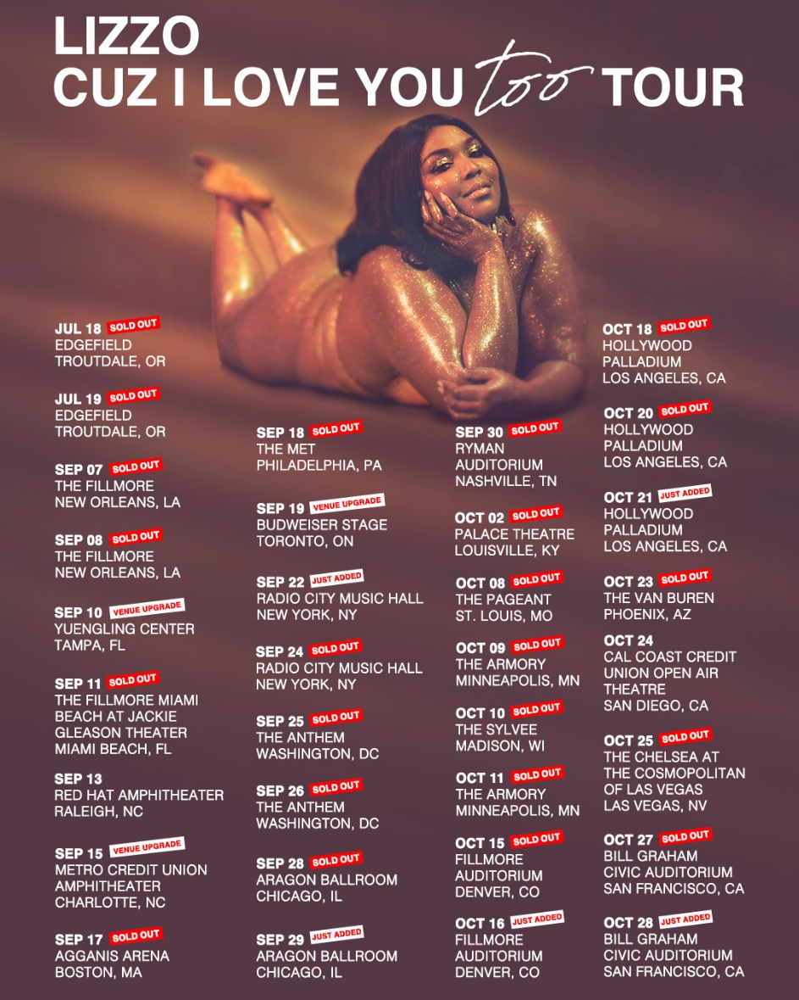 LIZZO
CUZ I LOVE YOU too TOUR
JUL 18 SOLD OUT
EDGEFIELD
TROUTDALE, OR
JUL 19 SOLD OUT
EDGEFIELD
TROUTDALE, OR
SEP 07 SOLD OUT
THE FILLMORE
NEW ORLEANS, LA
SEP 08 SOLD OUT
THE FILLMORE
NEW ORLEANS, LA
SEP 10 VENUE UPGRADE
YUENGLING CENTER
TAMPA, FL
SEP 11 SOLD OUT
THE FILLMORE MIAMI
BEACH AT JACKIE
GLEASON THEATER
MIAMI BEACH, FL
SEP 13
RED HAT AMPHITHEATER
RALEIGH, NC
SEP 15 VENUE UPGRADE
METRO CREDIT UNION
AMPHITHEATER
CHARLOTTE, NC
SEP 17 SOLD OUT
AGGANIS ARENA
BOSTON, MA
SEP 18 SOLD OUT
THE MET
PHILADELPHIA, PA
SEP 19 VENUE UPGRADE
BUDWEISER STAGE
TORONTO, ON
SEP 22 JUST ADDED
RADIO CITY MUSIC HALL
NEW YORK, NY
SEP 24 SOLD OUT
RADIO CITY MUSIC HALL
NEW YORK, NY
SEP 25 SOLD OUT
THE ANTHEM
WASHINGTON, DC
SEP 26 SOLD OUT
THE ANTHEM
WASHINGTON, DC
SEP 28 SOLD OUT
ARAGON BALLROOM
CHICAGO, IL
SEP 29 JUST ADDED
ARAGON BALLROOM
CHICAGO, IL
SEP 30 SOLD OUT
RYMAN
AUDITORIUM
NASHVILLE, TN
OCT 02 SOLD OUT
PALACE THEATRE
LOUISVILLE, KY
OCT 08 SOLD OUT
THE PAGEANT
ST. LOUIS, MO
OCT 09 SOLD OUT
THE ARMORY
MINNEAPOLIS, MN
OCT 10 SOLD OUT
THE SYLVEE
MADISON, WI
OCT 11 SOLD OUT
THE ARMORY
MINNEAPOLIS, MN
OCT 15 SOLD OUT
FILLMORE
AUDITORIUM
DENVER, CO
OCT 16 JUST ADDED
FILLMORE
AUDITORIUM
DENVER, CO
OCT 18 SOLD OUT
HOLLYWOOD
PALLADIUM
LOS ANGELES, CA
OCT 20 SOLD OUT
HOLLYWOOD
PALLADIUM
LOS ANGELES, CA
OCT 21 JUST ADDED
HOLLYWOOD
PALLADIUM
LOS ANGELES, CA
OCT 23 SOLD OUT
THE VAN BUREN
PHOENIX, AZ
OCT 24
CAL COAST CREDIT
UNION OPEN AIR
THEATRE
SAN DIEGO, CA
OCT 25 SOLD OUT
THE CHELSEA AT
THE COSMOPOLITAN
OF LAS VEGAS
LAS VEGAS, NV
OCT 27 SOLD OUT
BILL GRAHAM
CIVIC AUDITORIUM
SAN FRANCISCO, CA
OCT 28 JUST ADDED
BILL GRAHAM
CIVIC AUDITORIUM
SAN FRANCISCO, CA